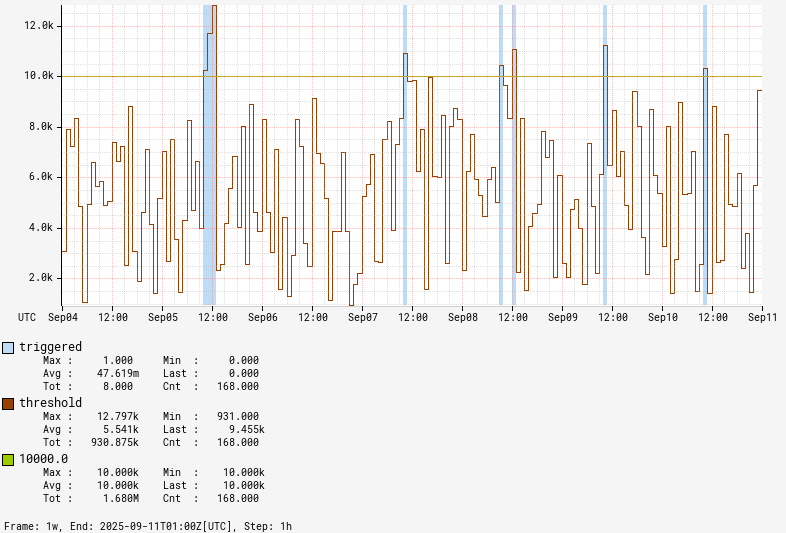 12.0k
10.0k
8.0k
6.0k
4.0k
2.0k
UTC Sep04 12:00 Sep05 12:00 Sep06 12:00 Sep07 12:00 Sep08 12:00 Sep09 12:00 Sep10 12:00 Sep11
triggered
Max : 1.000 Min : 0.000
Avg : 47.619m Last : 0.000
Tot : 8.000 Cnt : 168.000
threshold
Max : 12.797k Min : 931.000
Avg : 5.541k Last : 9.455k
Tot : 930.875k Cnt : 168.000
10000.0
Max : 10.000k Min : 10.000k
Avg : 10.000k Last : 10.000k
Tot : 1.680M Cnt : 168.000
Frame: 1w, End: 2025-09-11T01:00Z[UTC], Step: 1h